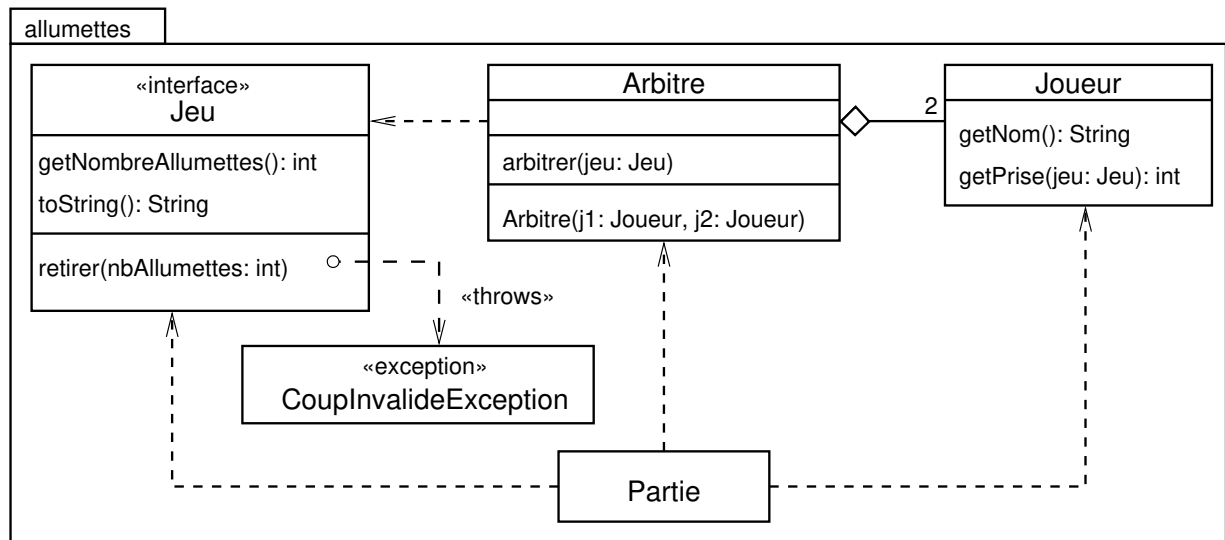 allumettes
«interface»
Jeu
getNombreAllumettes(): int
toString(): String
retirer(nbAllumettes: int)
«throws»
«exception»
CoupInvalideException
Arbitre
arbitrer(jeu: Jeu)
Arbitre(j1: Joueur, j2: Joueur)
2
Joueur
getNom(): String
getPrise(jeu: Jeu): int
Partie